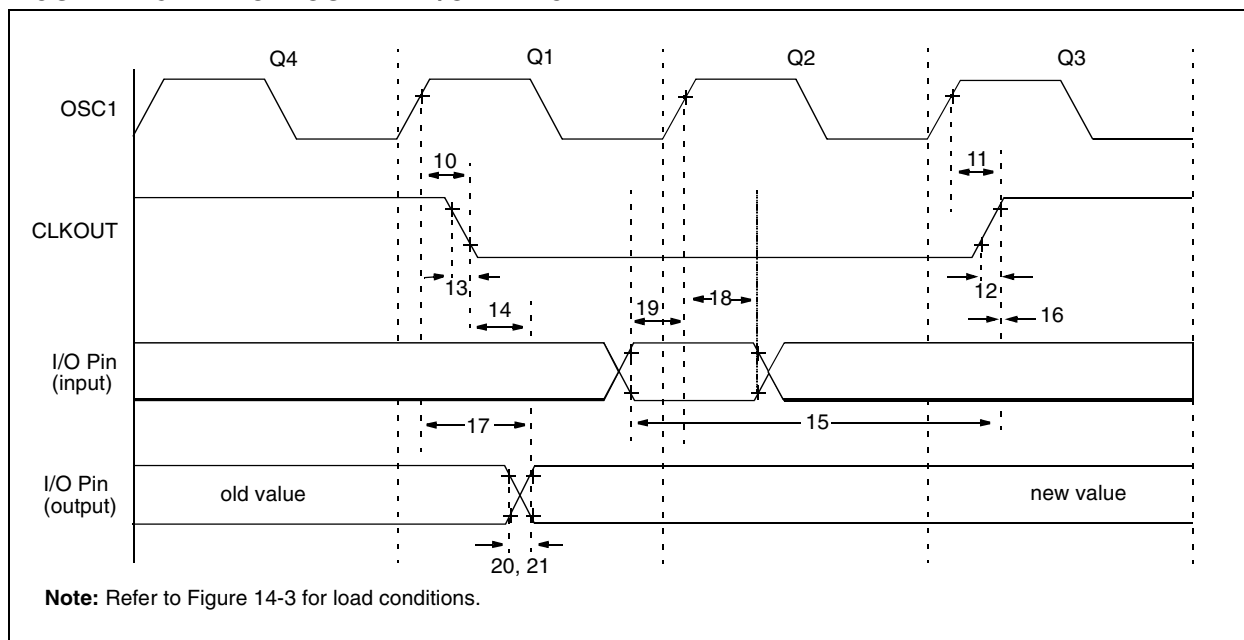 Q4 Q1 Q2 Q3
OSC1
10 11
CLKOUT
13 12
14 19 18 16
I/O Pin
(input)
17 15
I/O Pin
(output)
old value new value
20, 21
Note: Refer to Figure 14-3 for load conditions.